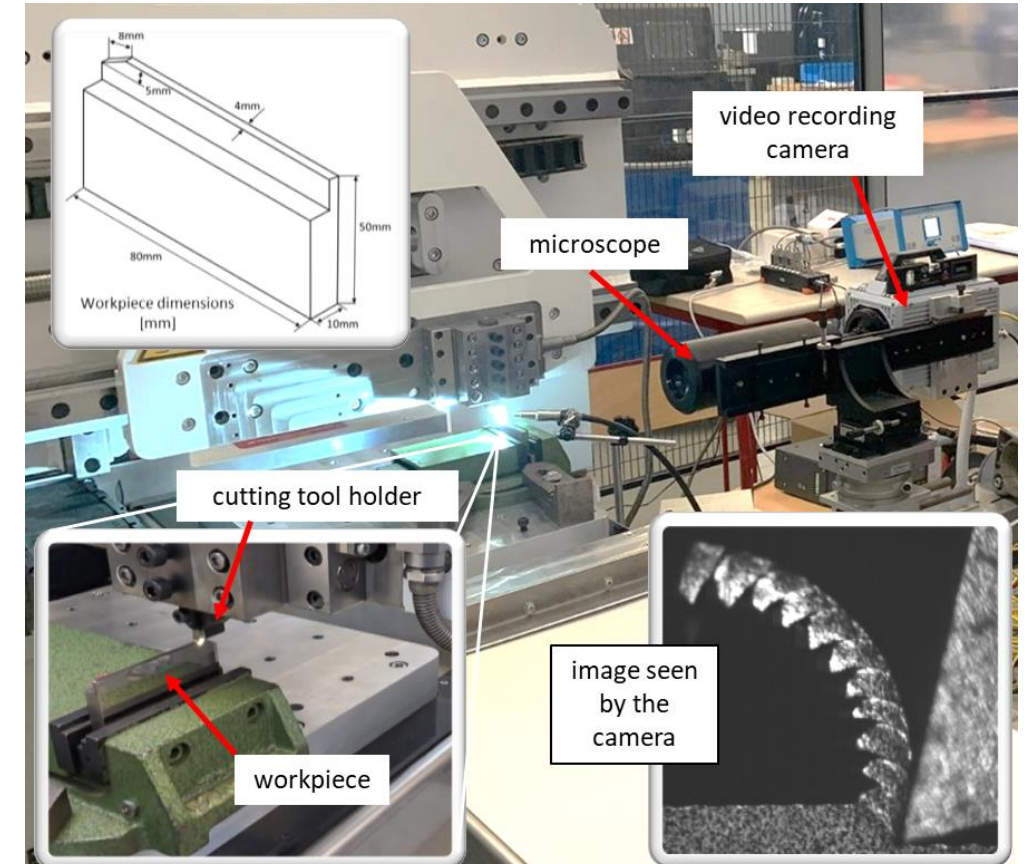 8mm
5mm
4mm
50mm
80mm
10mm
Workpiece dimensions
[mm]
video recording
camera
microscope
cutting tool holder
workpiece
image seen
by the
camera